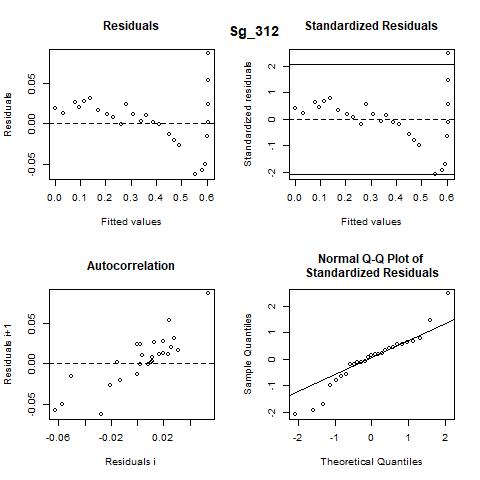 Sg_312
Residuals
Residuals
0.05
0.00
-0.05
0.0 0.1 0.2 0.3 0.4 0.5 0.6
Fitted values
Standardized Residuals
Standardized residuals
2
1
0
-1
-2
0.0 0.1 0.2 0.3 0.4 0.5 0.6
Fitted values
Autocorrelation
Residuals i+1
0.05
0.00
-0.05
-0.06 -0.02 0.02
Residuals i
Normal Q-Q Plot of
Standardized Residuals
Sample Quantiles
2
1
0
-1
-2
-2 -1 0 1 2
Theoretical Quantiles